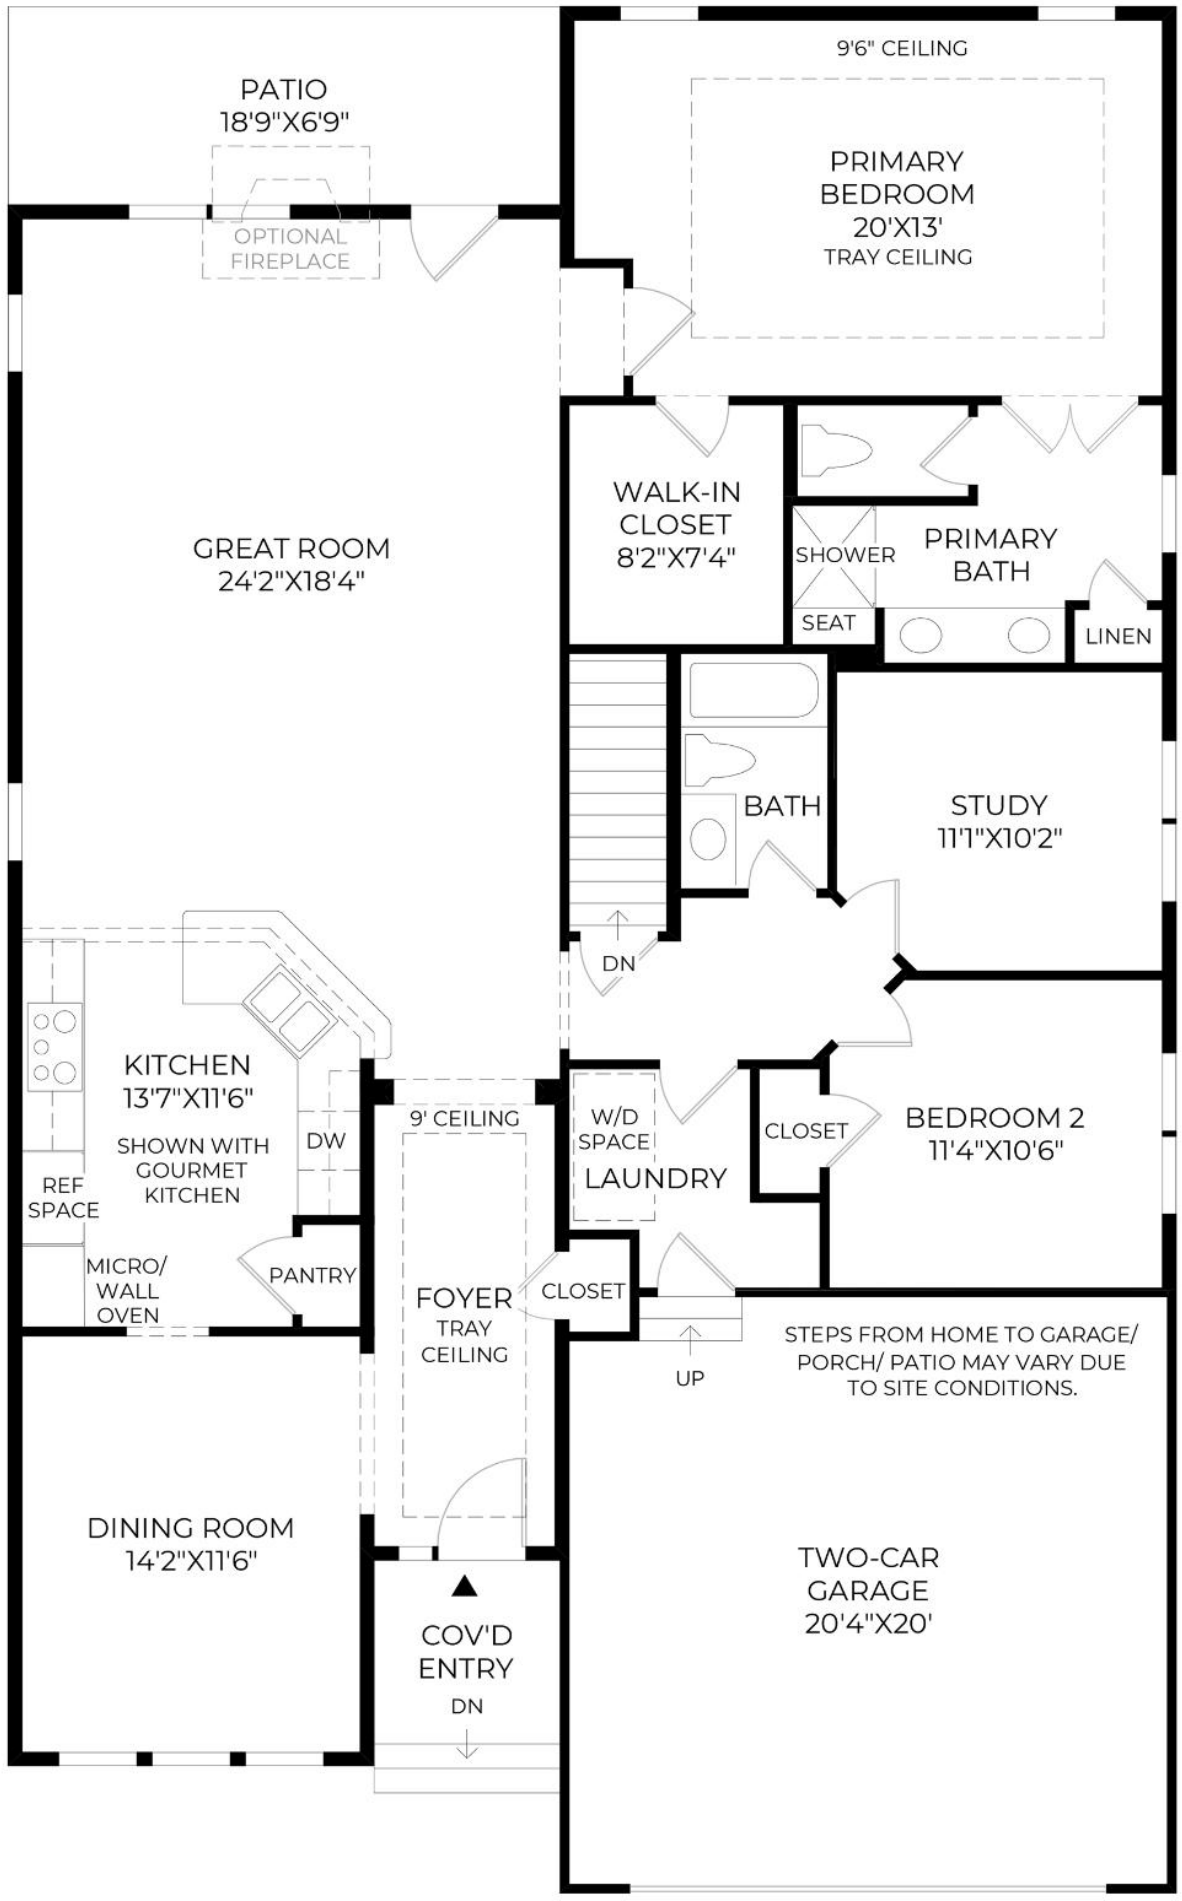 9'6" CEILING
PATIO
18'9"X6'9"
PRIMARY
BEDROOM
20'X13'
TRAY CEILING
OPTIONAL
FIREPLACE
WALK-IN
CLOSET
8'2"X7'4"
SHOWER
SEAT
PRIMARY
BATH
LINEN
GREAT ROOM
24'2"X18'4"
BATH
STUDY
11'1"X10'2"
DN
KITCHEN
13'7"X11'6"
SHOWN WITH
GOURMET
KITCHEN
DW
REF
SPACE
MICRO/
WALL
OVEN
PANTRY
9' CEILING
W/D
SPACE
LAUNDRY
CLOSET
BEDROOM 2
11'4"X10'6"
FOYER
TRAY
CEILING
CLOSET
UP
STEPS FROM HOME TO GARAGE/
PORCH/ PATIO MAY VARY DUE
TO SITE CONDITIONS.
DINING ROOM
14'2"X11'6"
TWO-CAR
GARAGE
20'4"X20'
COV'D
ENTRY
DN